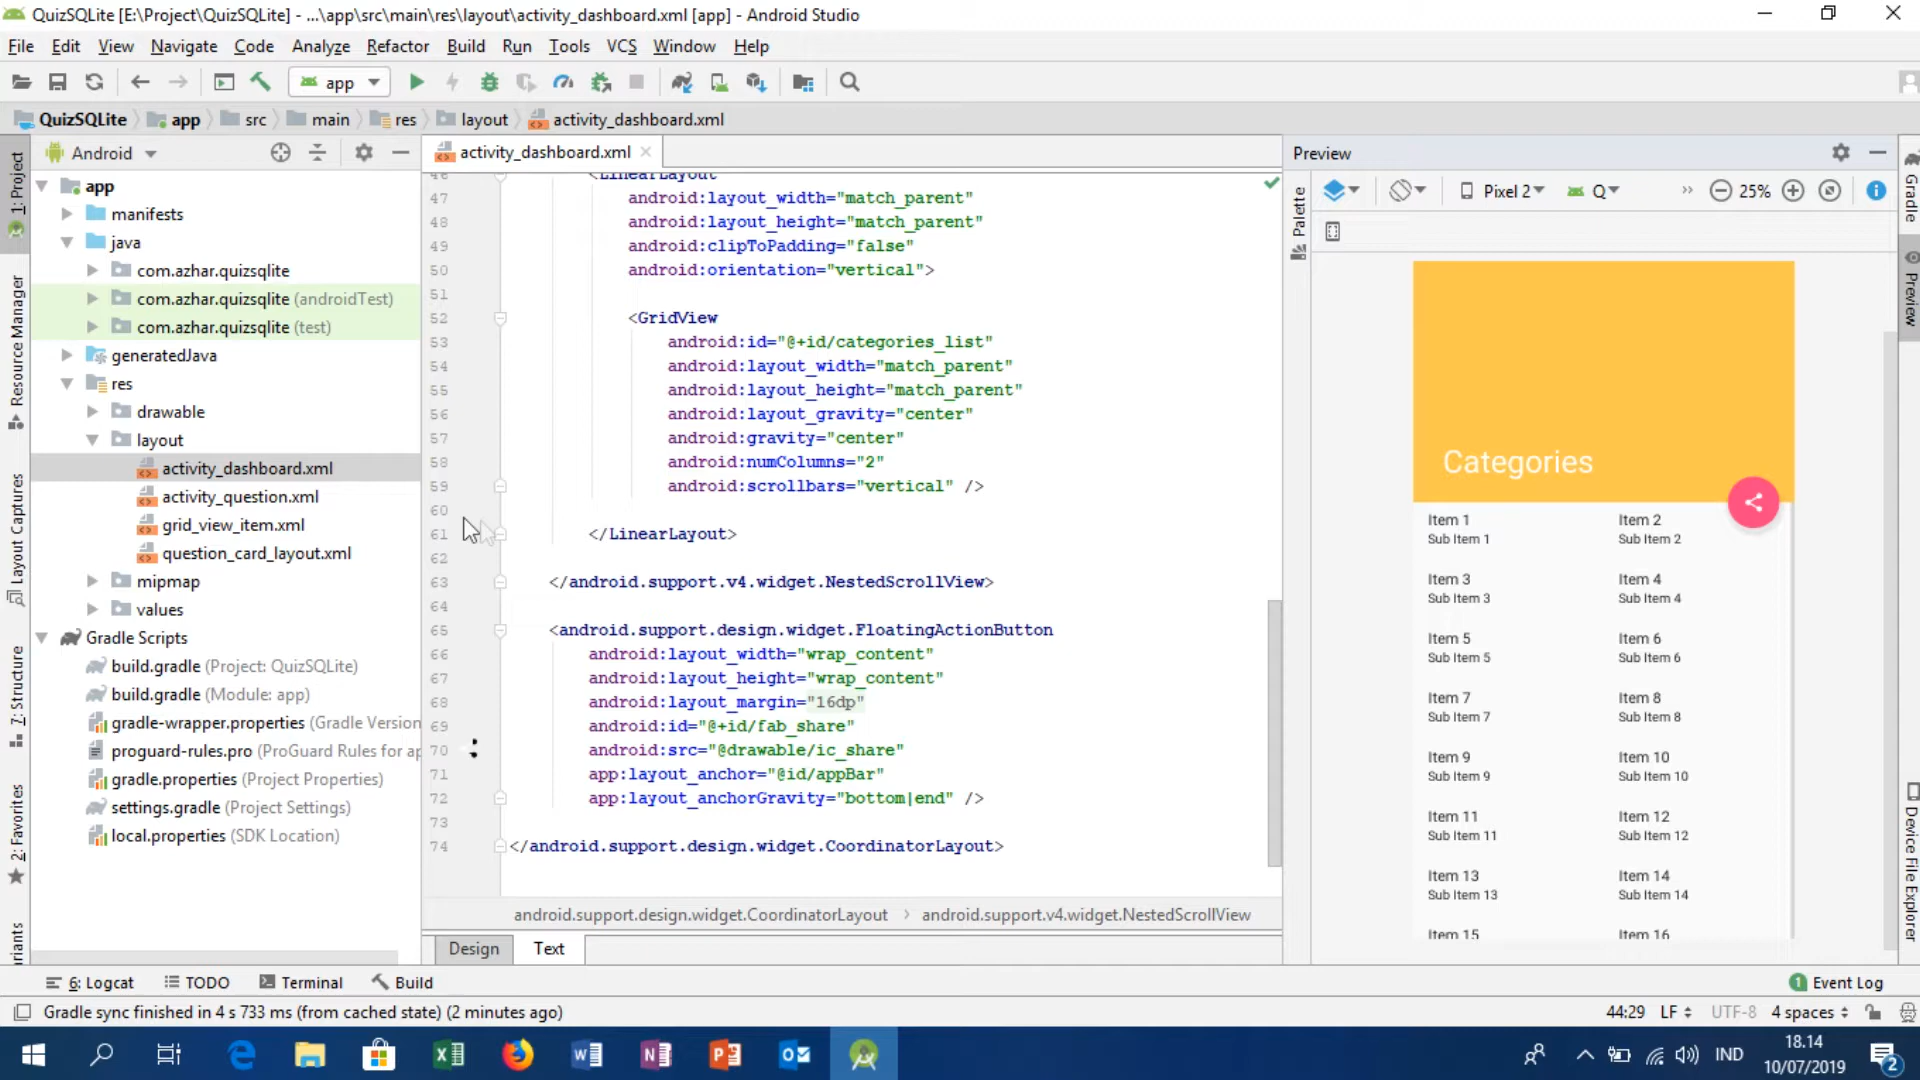 QuizSQLite [E:\Project\QuizSQLite] - ...\app\src\main\res\layout\activity_dashboard.xml [app] - Android Studio
File Edit View Navigate Code Analyze Refactor Build Run Tools VCS Window Help
app
QuizSQLite app src main res layout activity_dashboard.xml
1: Project
Resource Manager
Layout Captures
7: Structure
2: Favorites
Android
app
manifests
java
com.azhar.quizsqlite
com.azhar.quizsqlite (androidTest)
com.azhar.quizsqlite (test)
generatedJava
res
drawable
layout
activity_dashboard.xml
activity_question.xml
grid_view_item.xml
question_card_layout.xml
mipmap
values
Gradle Scripts
build.gradle (Project: QuizSQLite)
build.gradle (Module: app)
gradle-wrapper.properties (Gradle Version
proguard-rules.pro (ProGuard Rules for ap
gradle.properties (Project Properties)
settings.gradle (Project Settings)
local.properties (SDK Location)
activity_dashboard.xml
46 <LinearLayout
47 android:layout_width="match_parent"
48 android:layout_height="match_parent"
49 android:clipToPadding="false"
50 android:orientation="vertical">
51
52 <GridView
53 android:id="@+id/categories_list"
54 android:layout_width="match_parent"
55 android:layout_height="match_parent"
56 android:layout_gravity="center"
57 android:gravity="center"
58 android:numColumns="2"
59 android:scrollbars="vertical" />
60
61 </LinearLayout>
62
63 </android.support.v4.widget.NestedScrollView>
64
65 <android.support.design.widget.FloatingActionButton
66 android:layout_width="wrap_content"
67 android:layout_height="wrap_content"
68 android:layout_margin="16dp"
69 android:id="@+id/fab_share"
70 android:src="@drawable/ic_share"
71 app:layout_anchor="@id/appBar"
72 app:layout_anchorGravity="bottom|end" />
73
74 </android.support.design.widget.CoordinatorLayout>
android.support.design.widget.CoordinatorLayout › android.support.v4.widget.NestedScrollView
Design Text
Preview
Palette
Pixel 2 Q » 25%
Categories
Item 1 Item 2
Sub Item 1 Sub Item 2
Item 3 Item 4
Sub Item 3 Sub Item 4
Item 5 Item 6
Sub Item 5 Sub Item 6
Item 7 Item 8
Sub Item 7 Sub Item 8
Item 9 Item 10
Sub Item 9 Sub Item 10
Item 11 Item 12
Sub Item 11 Sub Item 12
Item 13 Item 14
Sub Item 13 Sub Item 14
Item 15 Item 16
Gradle
Preview
Device File Explorer
6: Logcat TODO Terminal Build
1 Event Log
Gradle sync finished in 4 s 733 ms (from cached state) (2 minutes ago)
44:29 LF UTF-8 4 spaces
IND
18.14
10/07/2019
2